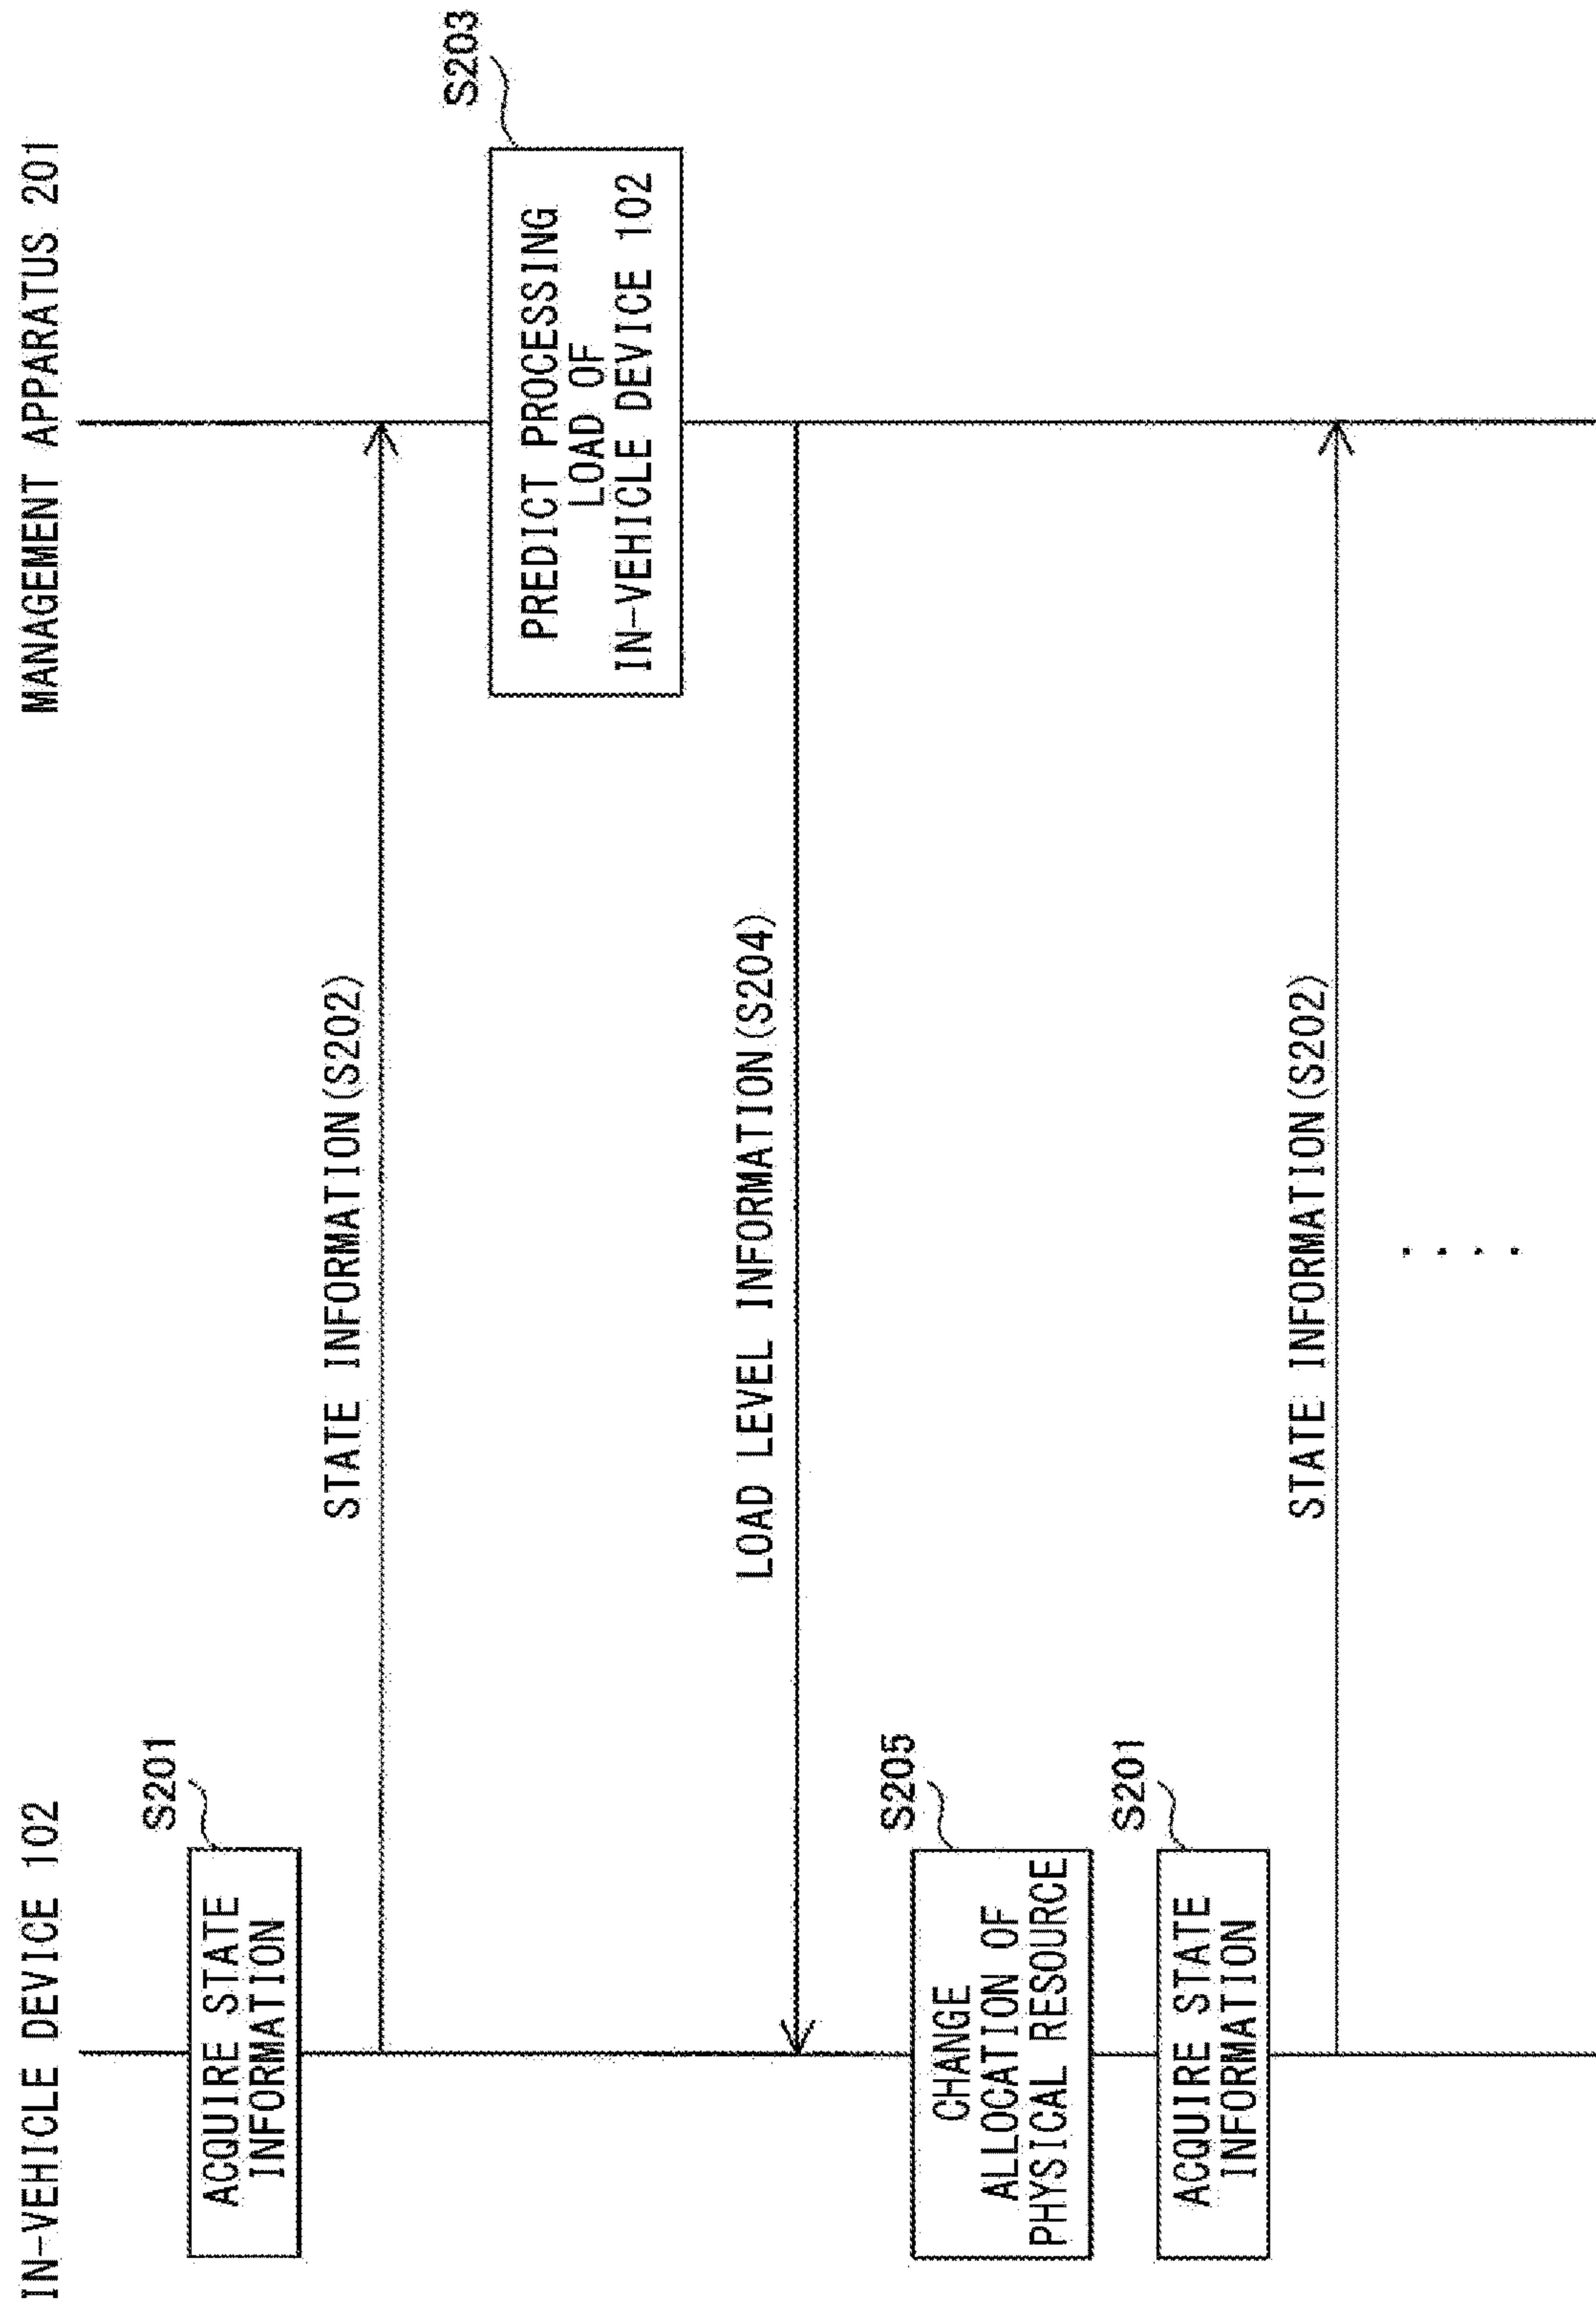 IN-VEHICLE DEVICE 102
MANAGEMENT APPARATUS 201
S201
ACQUIRE STATE
INFORMATION
STATE INFORMATION(S202)
S203
PREDICT PROCESSING
LOAD OF
IN-VEHICLE DEVICE 102
LOAD LEVEL INFORMATION(S204)
S205
CHANGE
ALLOCATION OF
PHYSICAL RESOURCE
S201
ACQUIRE STATE
INFORMATION
STATE INFORMATION(S202)
. . . .